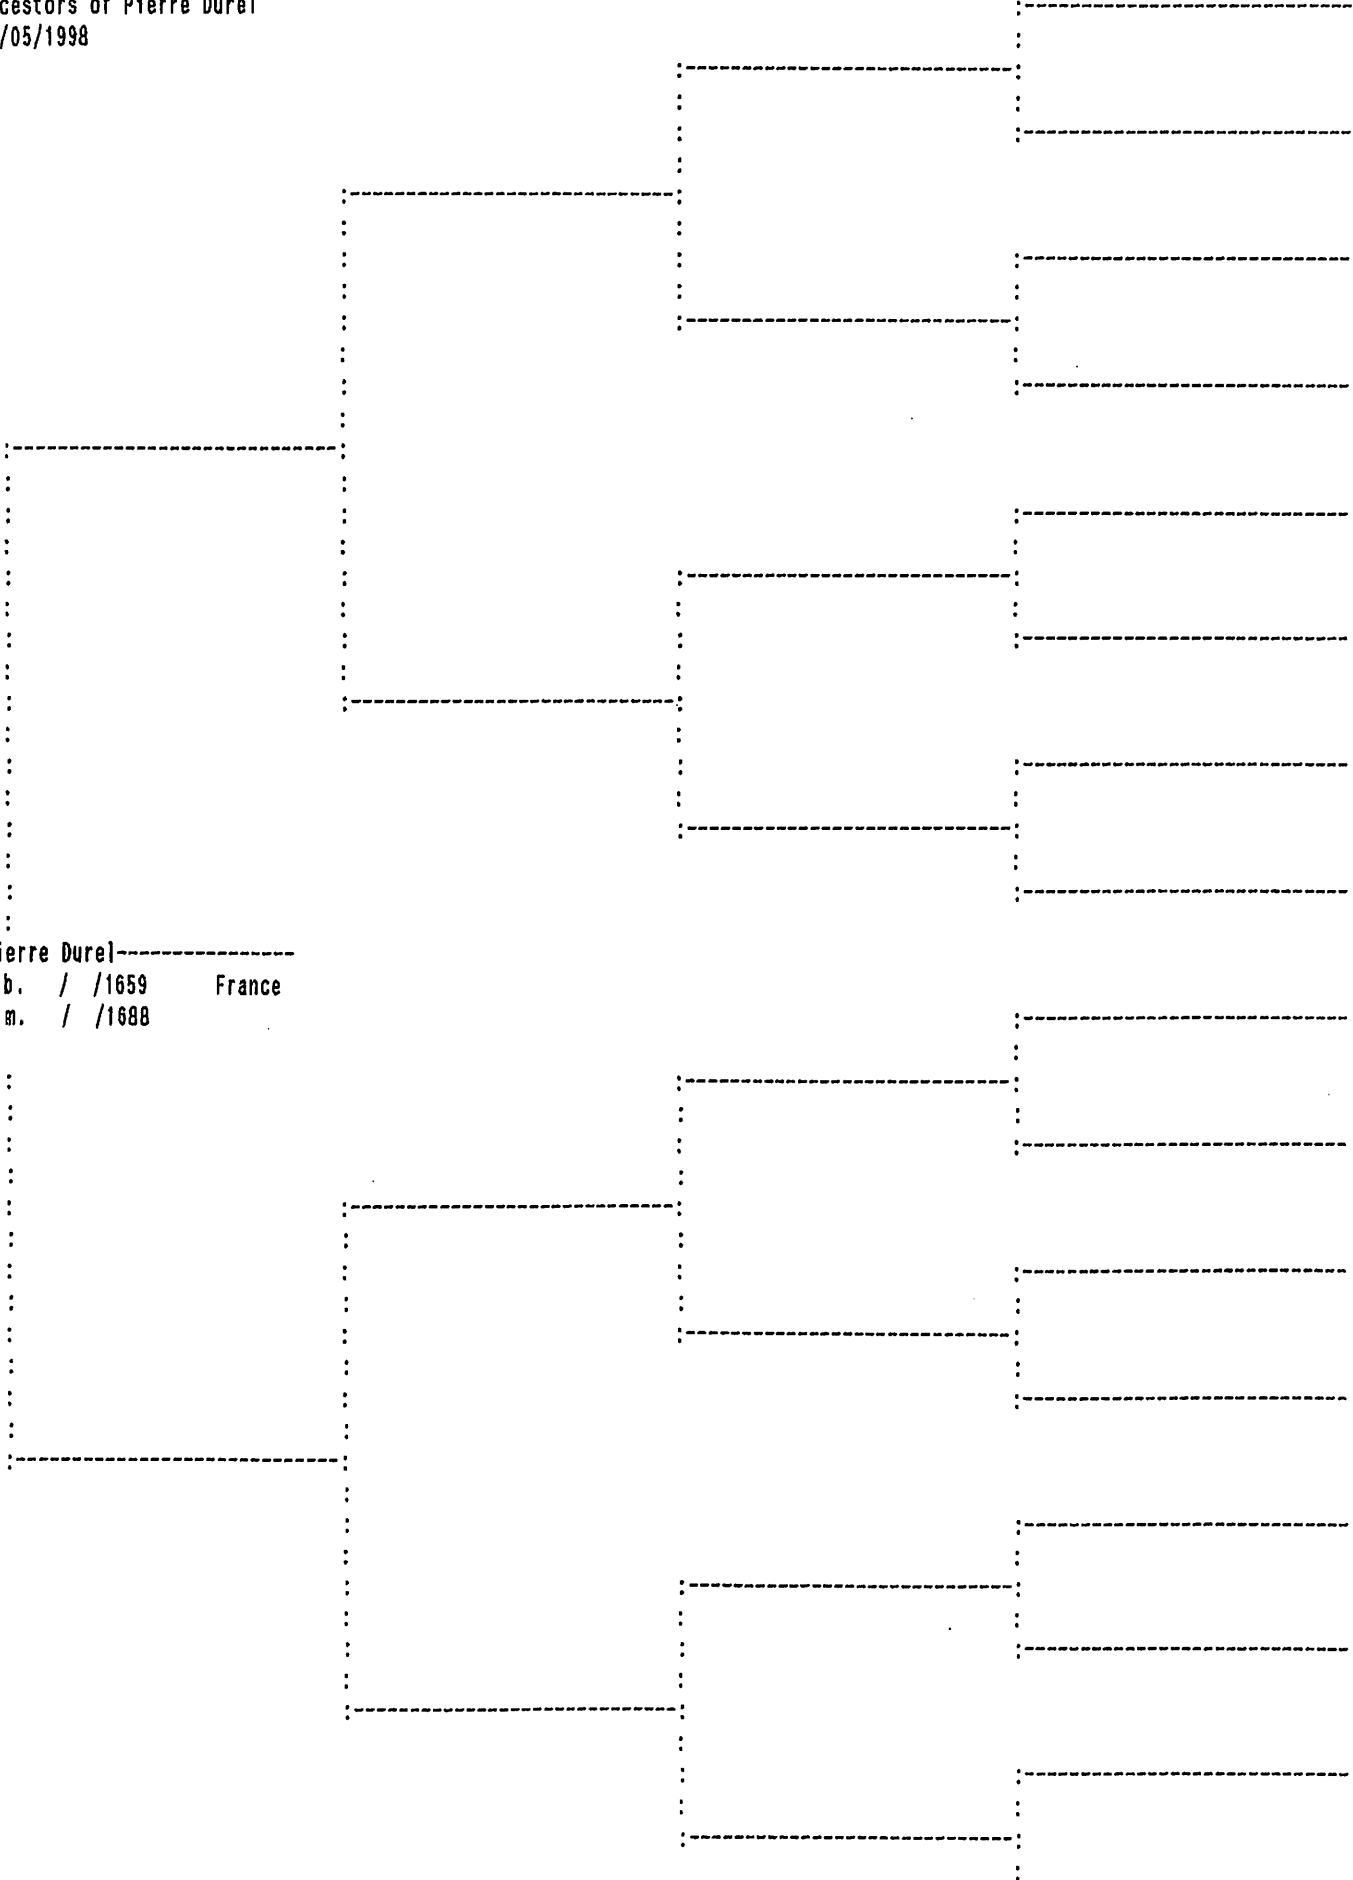 cestors of Pierre Durel
/05/1998
ierre Durel----------------
b. / /1659 France
m. / /1688